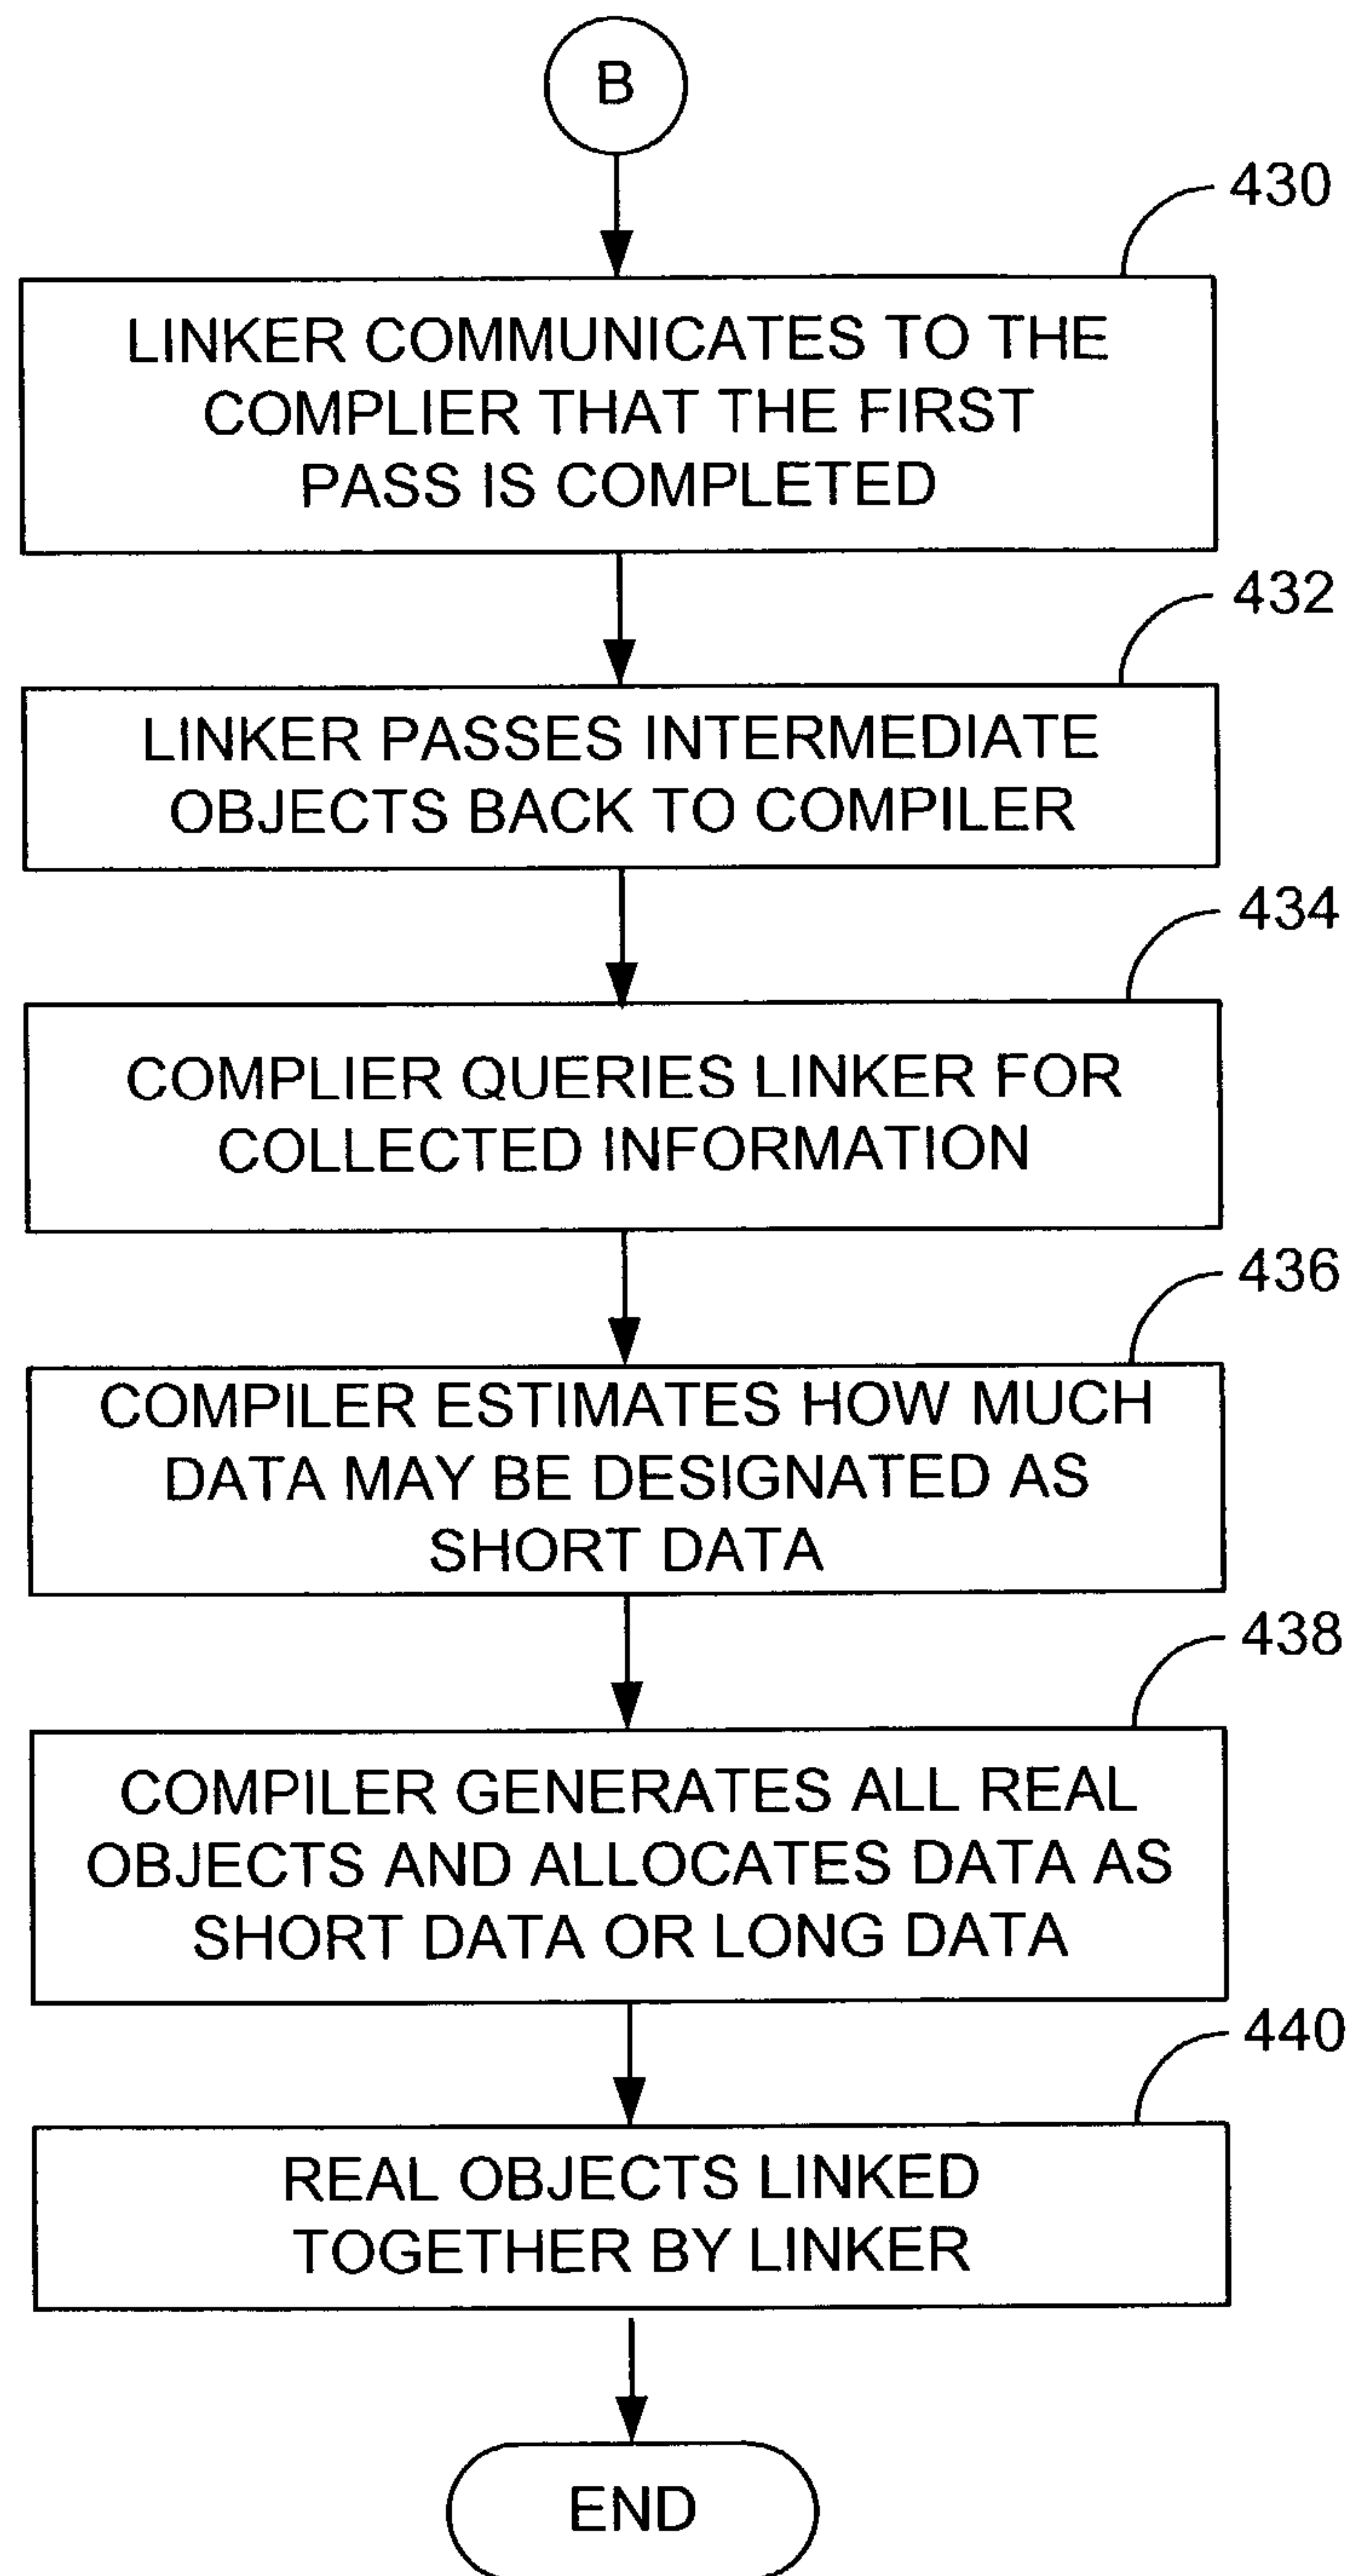 B
430
LINKER COMMUNICATES TO THE
COMPLIER THAT THE FIRST
PASS IS COMPLETED
432
LINKER PASSES INTERMEDIATE
OBJECTS BACK TO COMPILER
434
COMPLIER QUERIES LINKER FOR
COLLECTED INFORMATION
436
COMPILER ESTIMATES HOW MUCH
DATA MAY BE DESIGNATED AS
SHORT DATA
438
COMPILER GENERATES ALL REAL
OBJECTS AND ALLOCATES DATA AS
SHORT DATA OR LONG DATA
440
REAL OBJECTS LINKED
TOGETHER BY LINKER
END